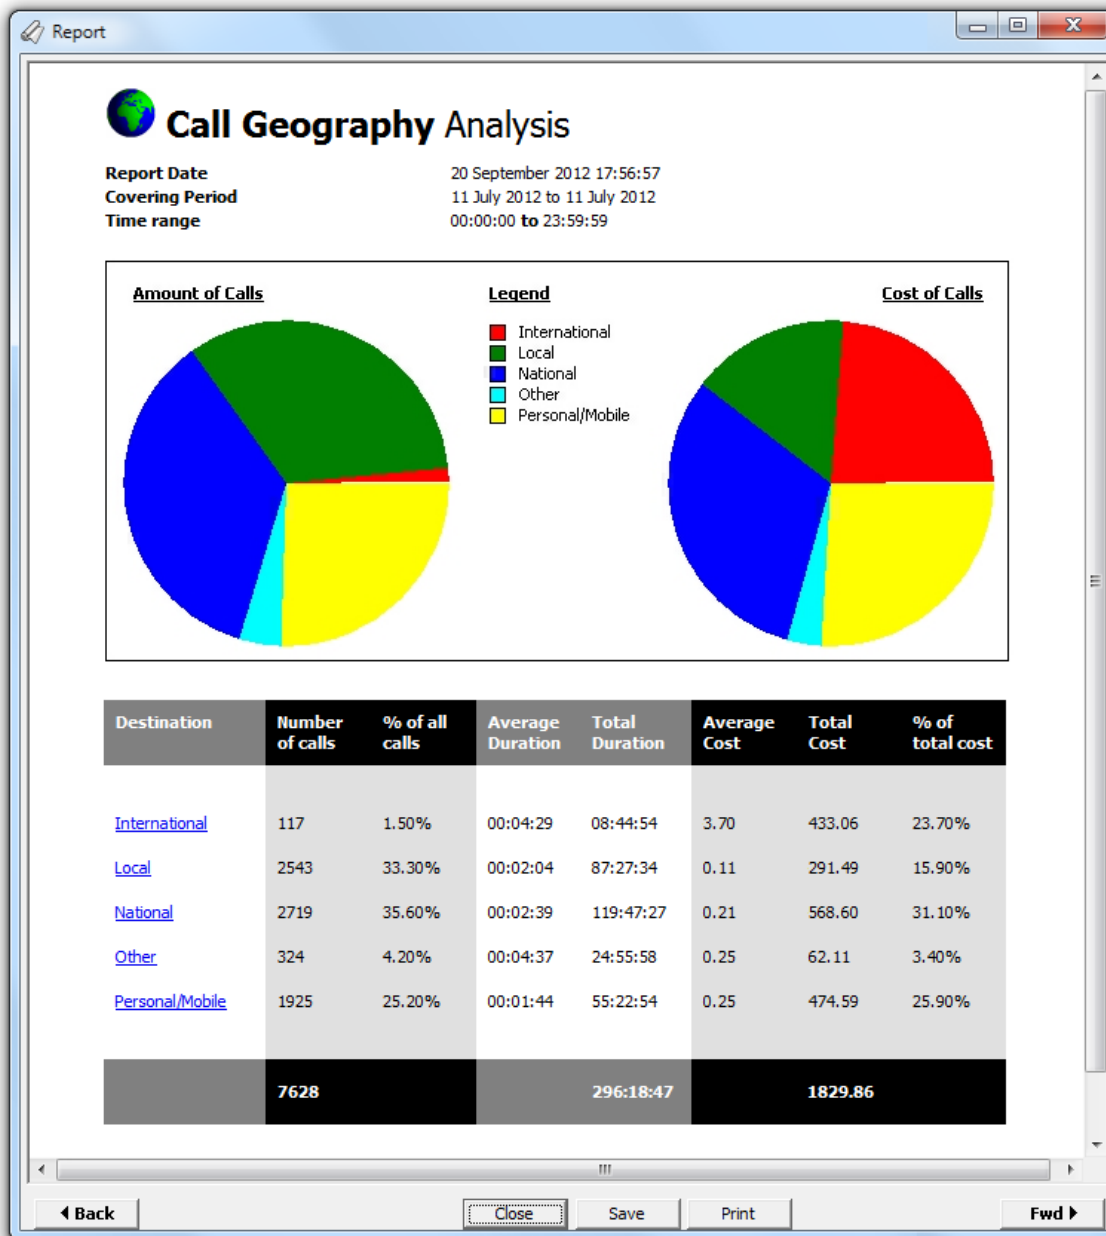 Report
Call Geography Analysis
Report Date 20 September 2012 17:56:57
Covering Period 11 July 2012 to 11 July 2012
Time range 00:00:00 to 23:59:59
Amount of Calls Legend Cost of Calls
International
Local
National
Other
Personal/Mobile
Destination Number of calls % of all calls Average Duration Total Duration Average Cost Total Cost % of total cost
International 117 1.50% 00:04:29 08:44:54 3.70 433.06 23.70%
Local 2543 33.30% 00:02:04 87:27:34 0.11 291.49 15.90%
National 2719 35.60% 00:02:39 119:47:27 0.21 568.60 31.10%
Other 324 4.20% 00:04:37 24:55:58 0.25 62.11 3.40%
Personal/Mobile 1925 25.20% 00:01:44 55:22:54 0.25 474.59 25.90%
7628 296:18:47 1829.86
Back Close Save Print Fwd